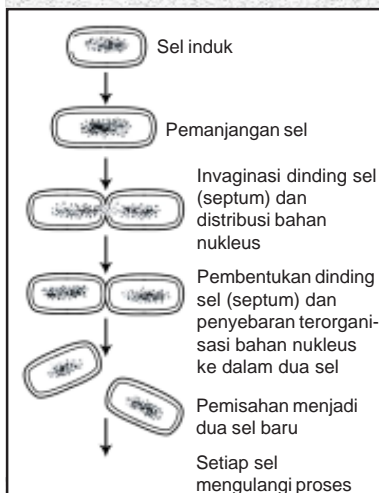 Sel induk
Pemanjangan sel
Invaginasi dinding sel
(septum) dan
distribusi bahan
nukleus
Pembentukan dinding
sel (septum) dan
penyebaran terorgani-
sasi bahan nukleus
ke dalam dua sel
Pemisahan menjadi
dua sel baru
Setiap sel
mengulangi proses